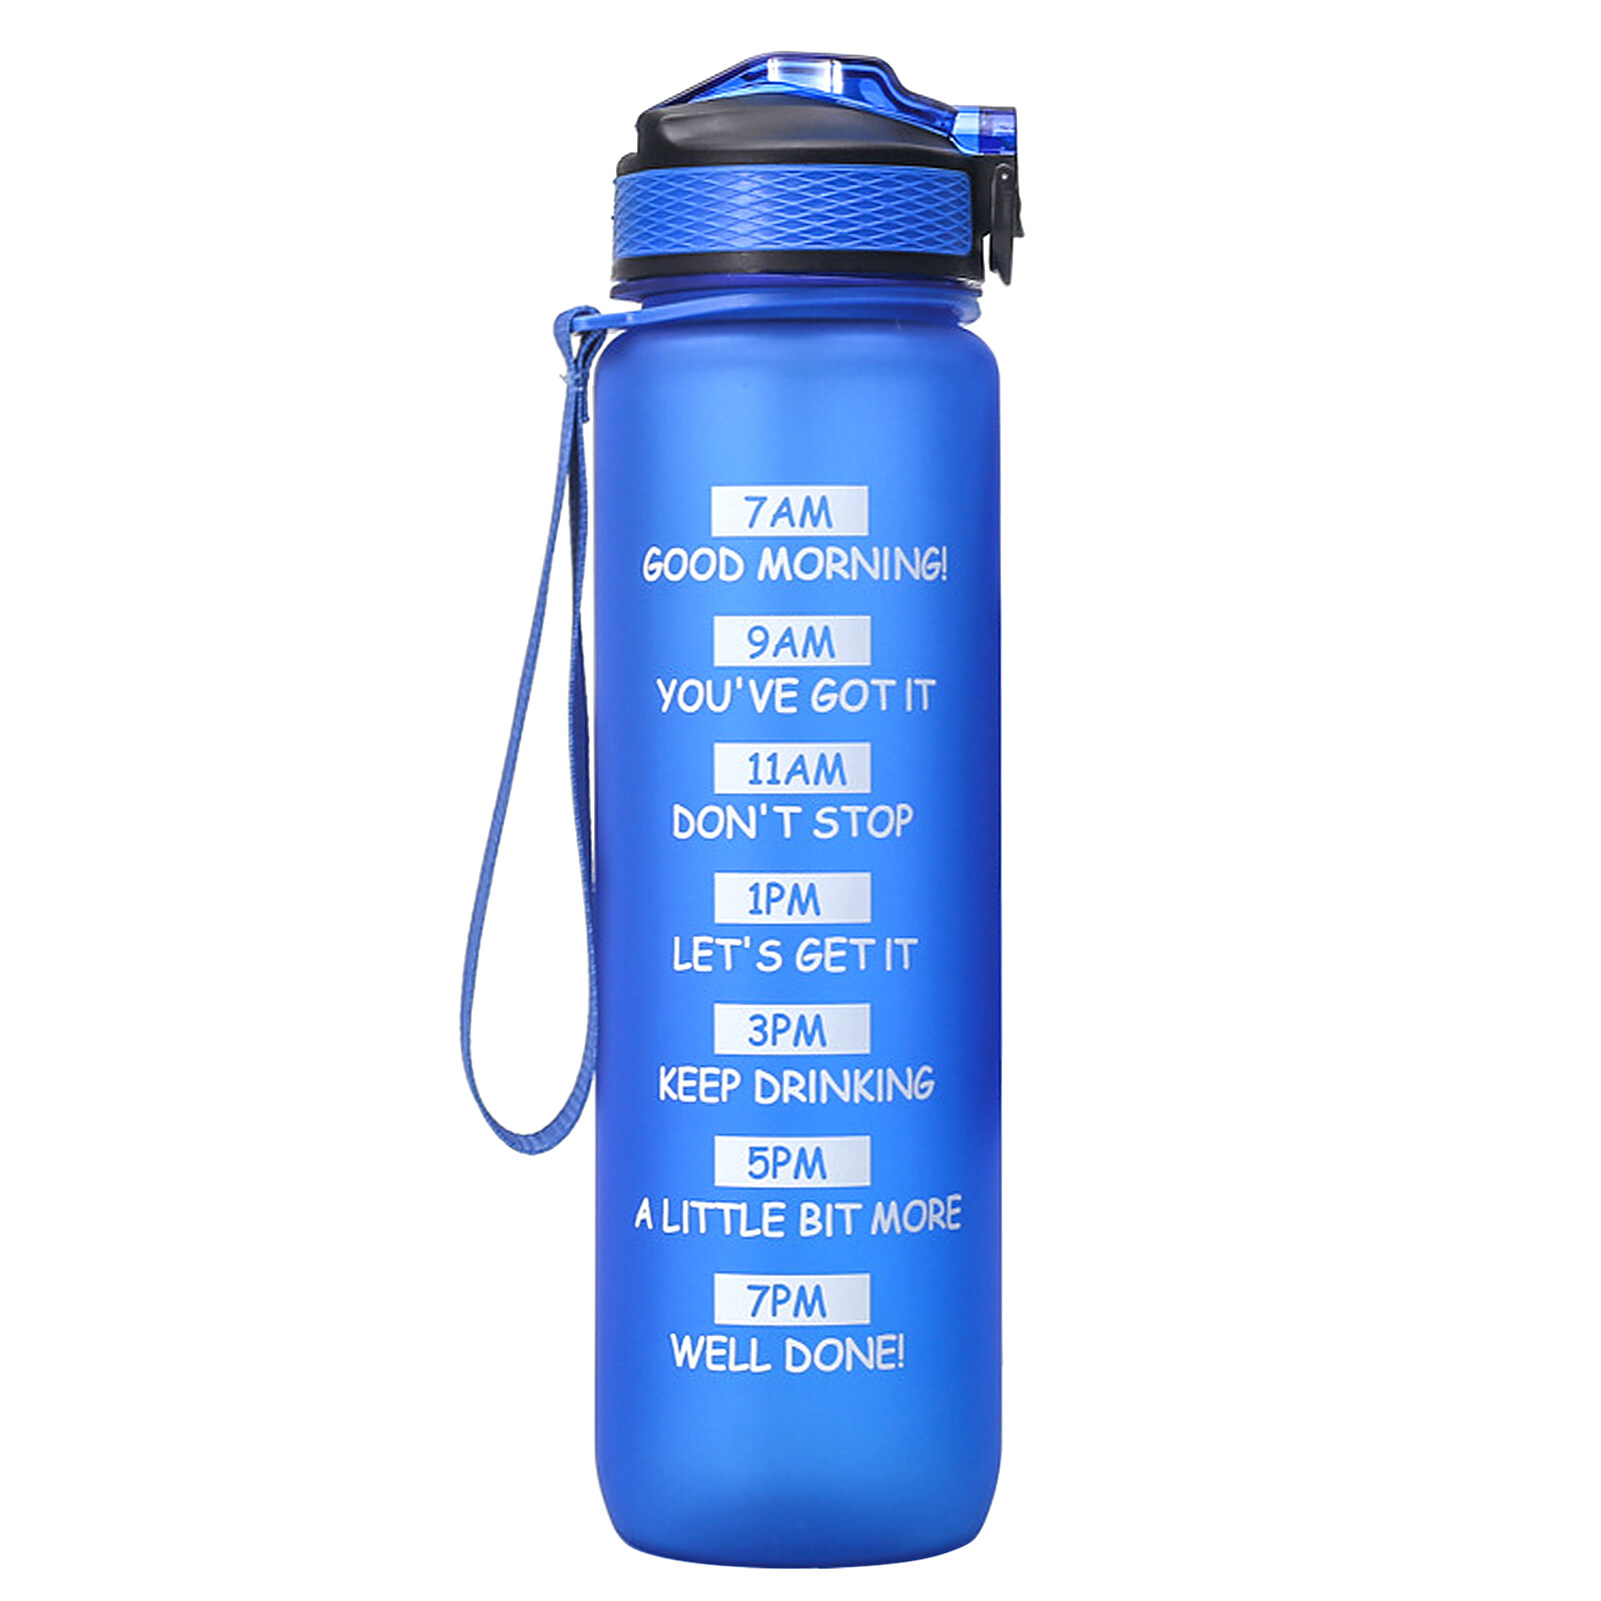 7AM
GOOD MORNING!
9AM
YOU'VE GOT IT
11AM
DON'T STOP
1PM
LET'S GET IT
3PM
KEEP DRINKING
5PM
A LITTLE BIT MORE
7PM
WELL DONE!